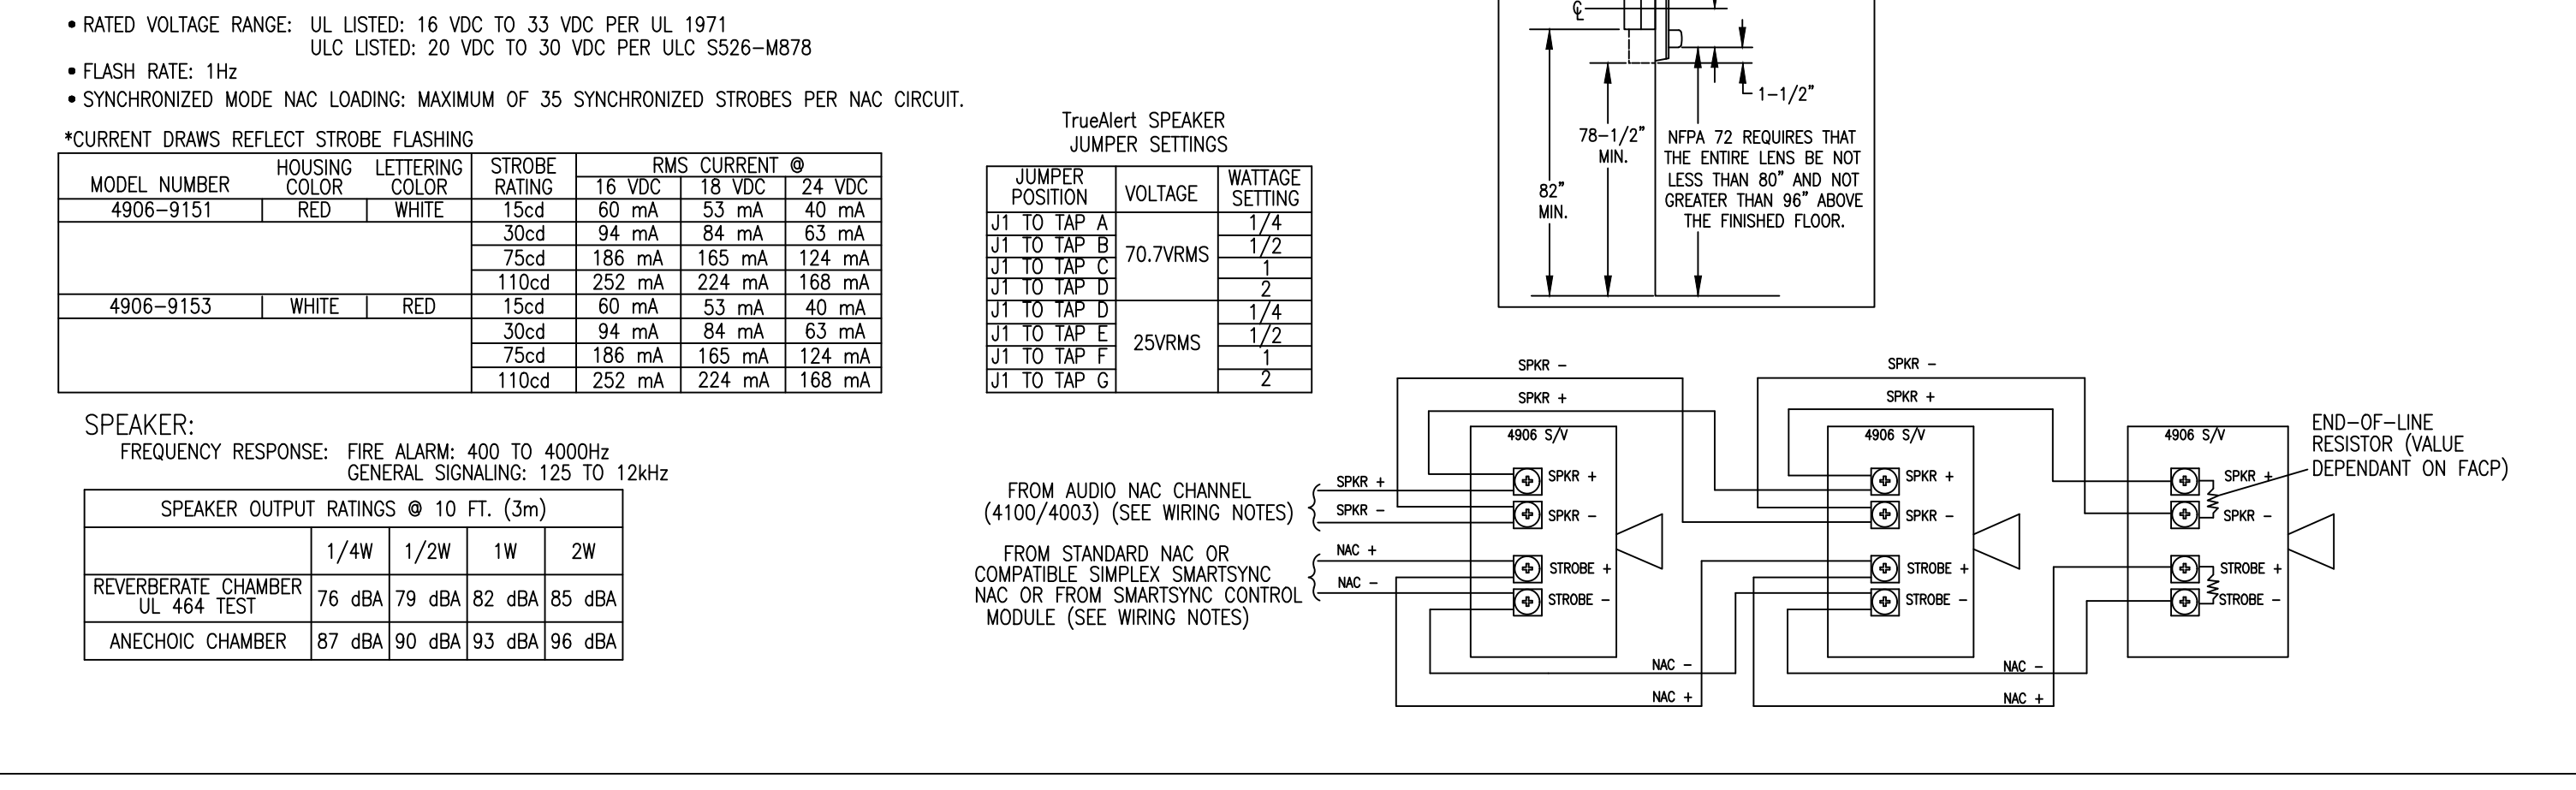 • RATED VOLTAGE RANGE: UL LISTED: 16 VDC TO 33 VDC PER UL 1971
ULC LISTED: 20 VDC TO 30 VDC PER ULC S526-M878
• FLASH RATE: 1Hz
• SYNCHRONIZED MODE NAC LOADING: MAXIMUM OF 35 SYNCHRONIZED STROBES PER NAC CIRCUIT.
*CURRENT DRAWS REFLECT STROBE FLASHING
MODEL NUMBER HOUSING COLOR LETTERING COLOR STROBE RATING RMS CURRENT @
16 VDC 18 VDC 24 VDC
4906-9151 RED WHITE 15cd 60 mA 53 mA 40 mA
30cd 94 mA 84 mA 63 mA
75cd 186 mA 165 mA 124 mA
110cd 252 mA 224 mA 168 mA
4906-9153 WHITE RED 15cd 60 mA 53 mA 40 mA
30cd 94 mA 84 mA 63 mA
75cd 186 mA 165 mA 124 mA
110cd 252 mA 224 mA 168 mA
SPEAKER:
FREQUENCY RESPONSE: FIRE ALARM: 400 TO 4000Hz
GENERAL SIGNALING: 125 TO 12kHz
SPEAKER OUTPUT RATINGS @ 10 FT. (3m)
1/4W 1/2W 1W 2W
REVERBERATE CHAMBER
UL 464 TEST 76 dBA 79 dBA 82 dBA 85 dBA
ANECHOIC CHAMBER 87 dBA 90 dBA 93 dBA 96 dBA
TrueAlert SPEAKER
JUMPER SETTINGS
JUMPER POSITION VOLTAGE WATTAGE SETTING
J1 TO TAP A 1/4
J1 TO TAP B 1/2
70.7VRMS
J1 TO TAP C 1
J1 TO TAP D 2
J1 TO TAP D 1/4
J1 TO TAP E 1/2
25VRMS
J1 TO TAP F 1
J1 TO TAP G 2
℄
1-1/2"
78-1/2"
MIN.
82"
MIN.
NFPA 72 REQUIRES THAT
THE ENTIRE LENS BE NOT
LESS THAN 80" AND NOT
GREATER THAN 96" ABOVE
THE FINISHED FLOOR.
SPKR -
SPKR +
SPKR -
SPKR +
FROM AUDIO NAC CHANNEL
(4100/4003) (SEE WIRING NOTES)
SPKR +
SPKR -
FROM STANDARD NAC OR
COMPATIBLE SIMPLEX SMARTSYNC
NAC OR FROM SMARTSYNC CONTROL
MODULE (SEE WIRING NOTES)
NAC +
NAC -
4906 S/V
SPKR +
SPKR -
STROBE +
STROBE -
4906 S/V
SPKR +
SPKR -
STROBE +
STROBE -
4906 S/V
SPKR +
SPKR -
STROBE +
STROBE -
END-OF-LINE
RESISTOR (VALUE
DEPENDANT ON FACP)
NAC -
NAC +
NAC -
NAC +